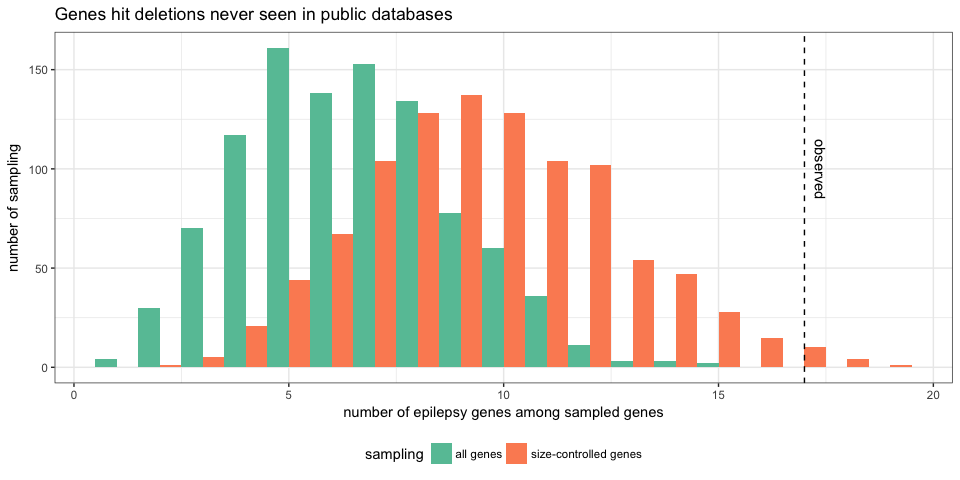 Genes hit deletions never seen in public databases
number of sampling
150
100
50
0
observed
0 5 10 15 20
number of epilepsy genes among sampled genes
sampling all genes size-controlled genes